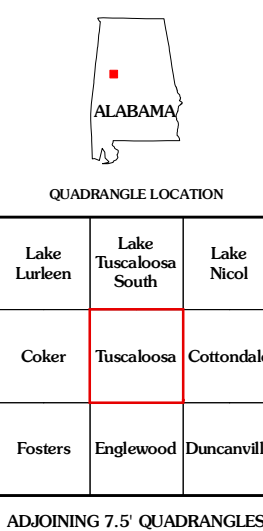 ALABAMA
QUADRANGLE LOCATION
Lake
Lurleen
Lake
Tuscaloosa
South
Lake
Nicol
Coker
Tuscaloosa
Cottondale
Fosters
Englewood
Duncanvill
ADJOINING 7.5' QUADRANGLES